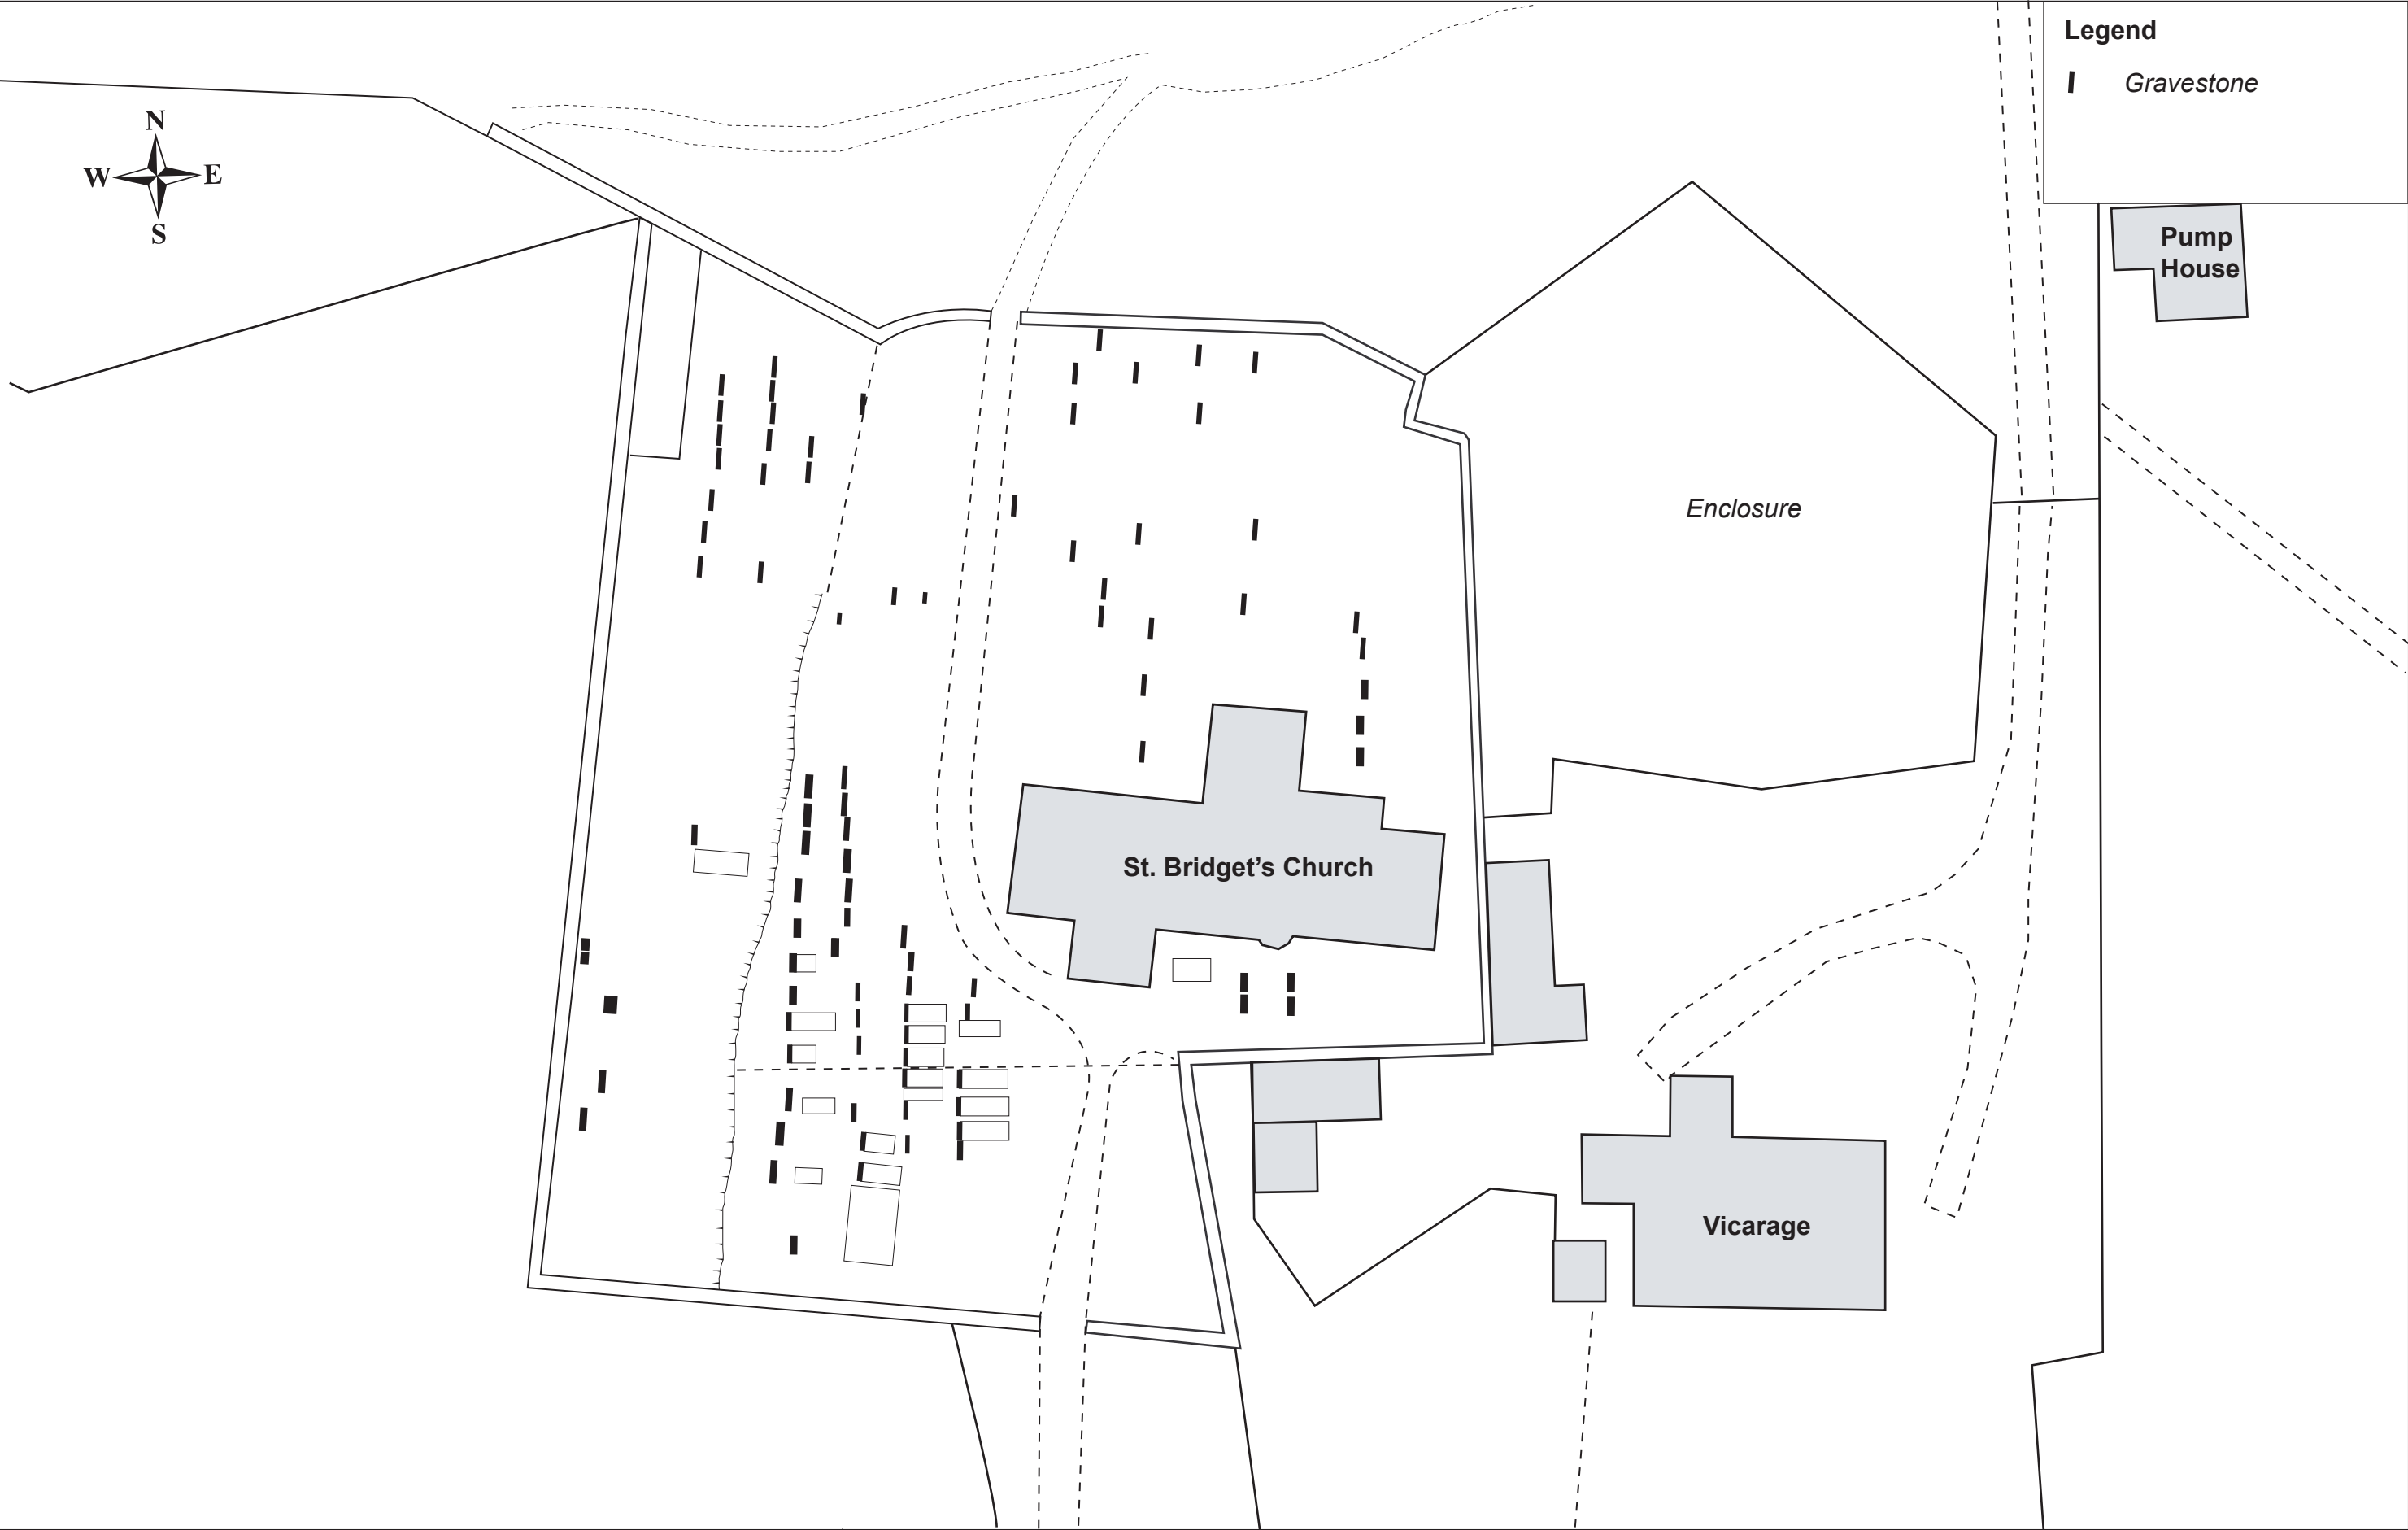 Legend
Gravestone
N
W E
S
Pump
House
Enclosure
St. Bridget’s Church
Vicarage